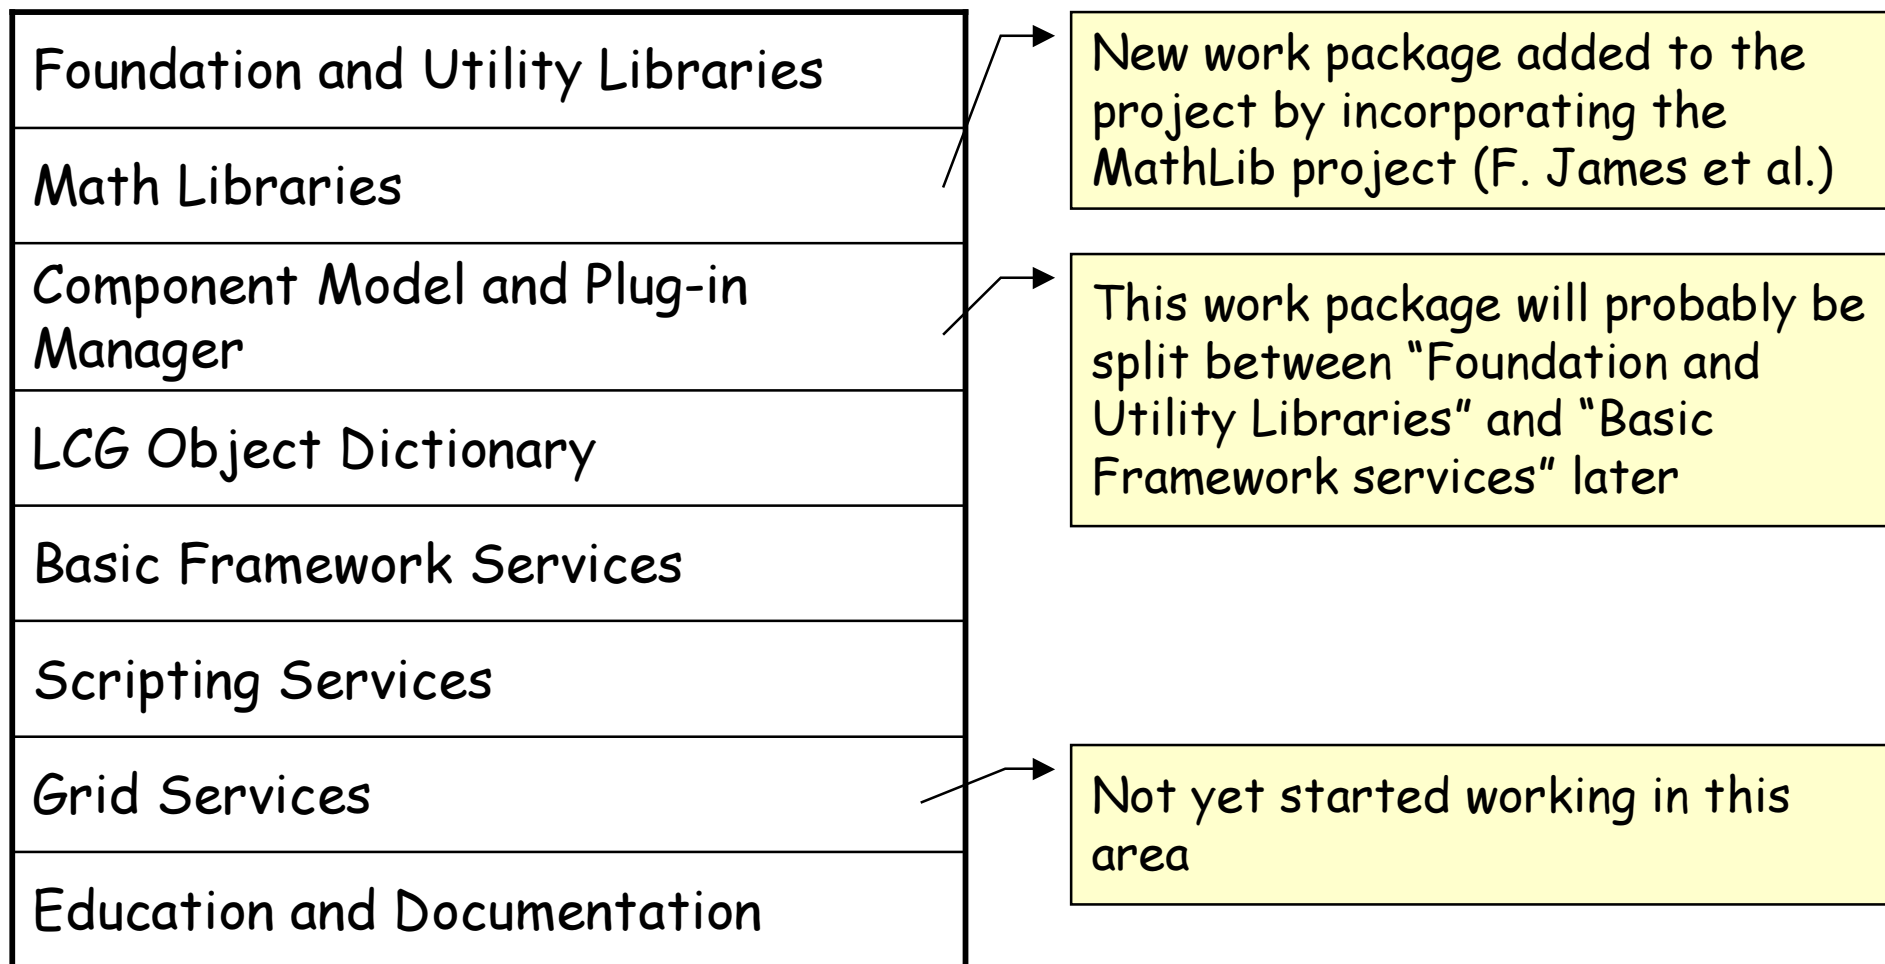 Foundation and Utility Libraries
Math Libraries
Component Model and Plug-in
Manager
LCG Object Dictionary
Basic Framework Services
Scripting Services
Grid Services
Education and Documentation
New work package added to the
project by incorporating the
MathLib project (F. James et al.)
This work package will probably be
split between “Foundation and
Utility Libraries” and “Basic
Framework services” later
Not yet started working in this
area